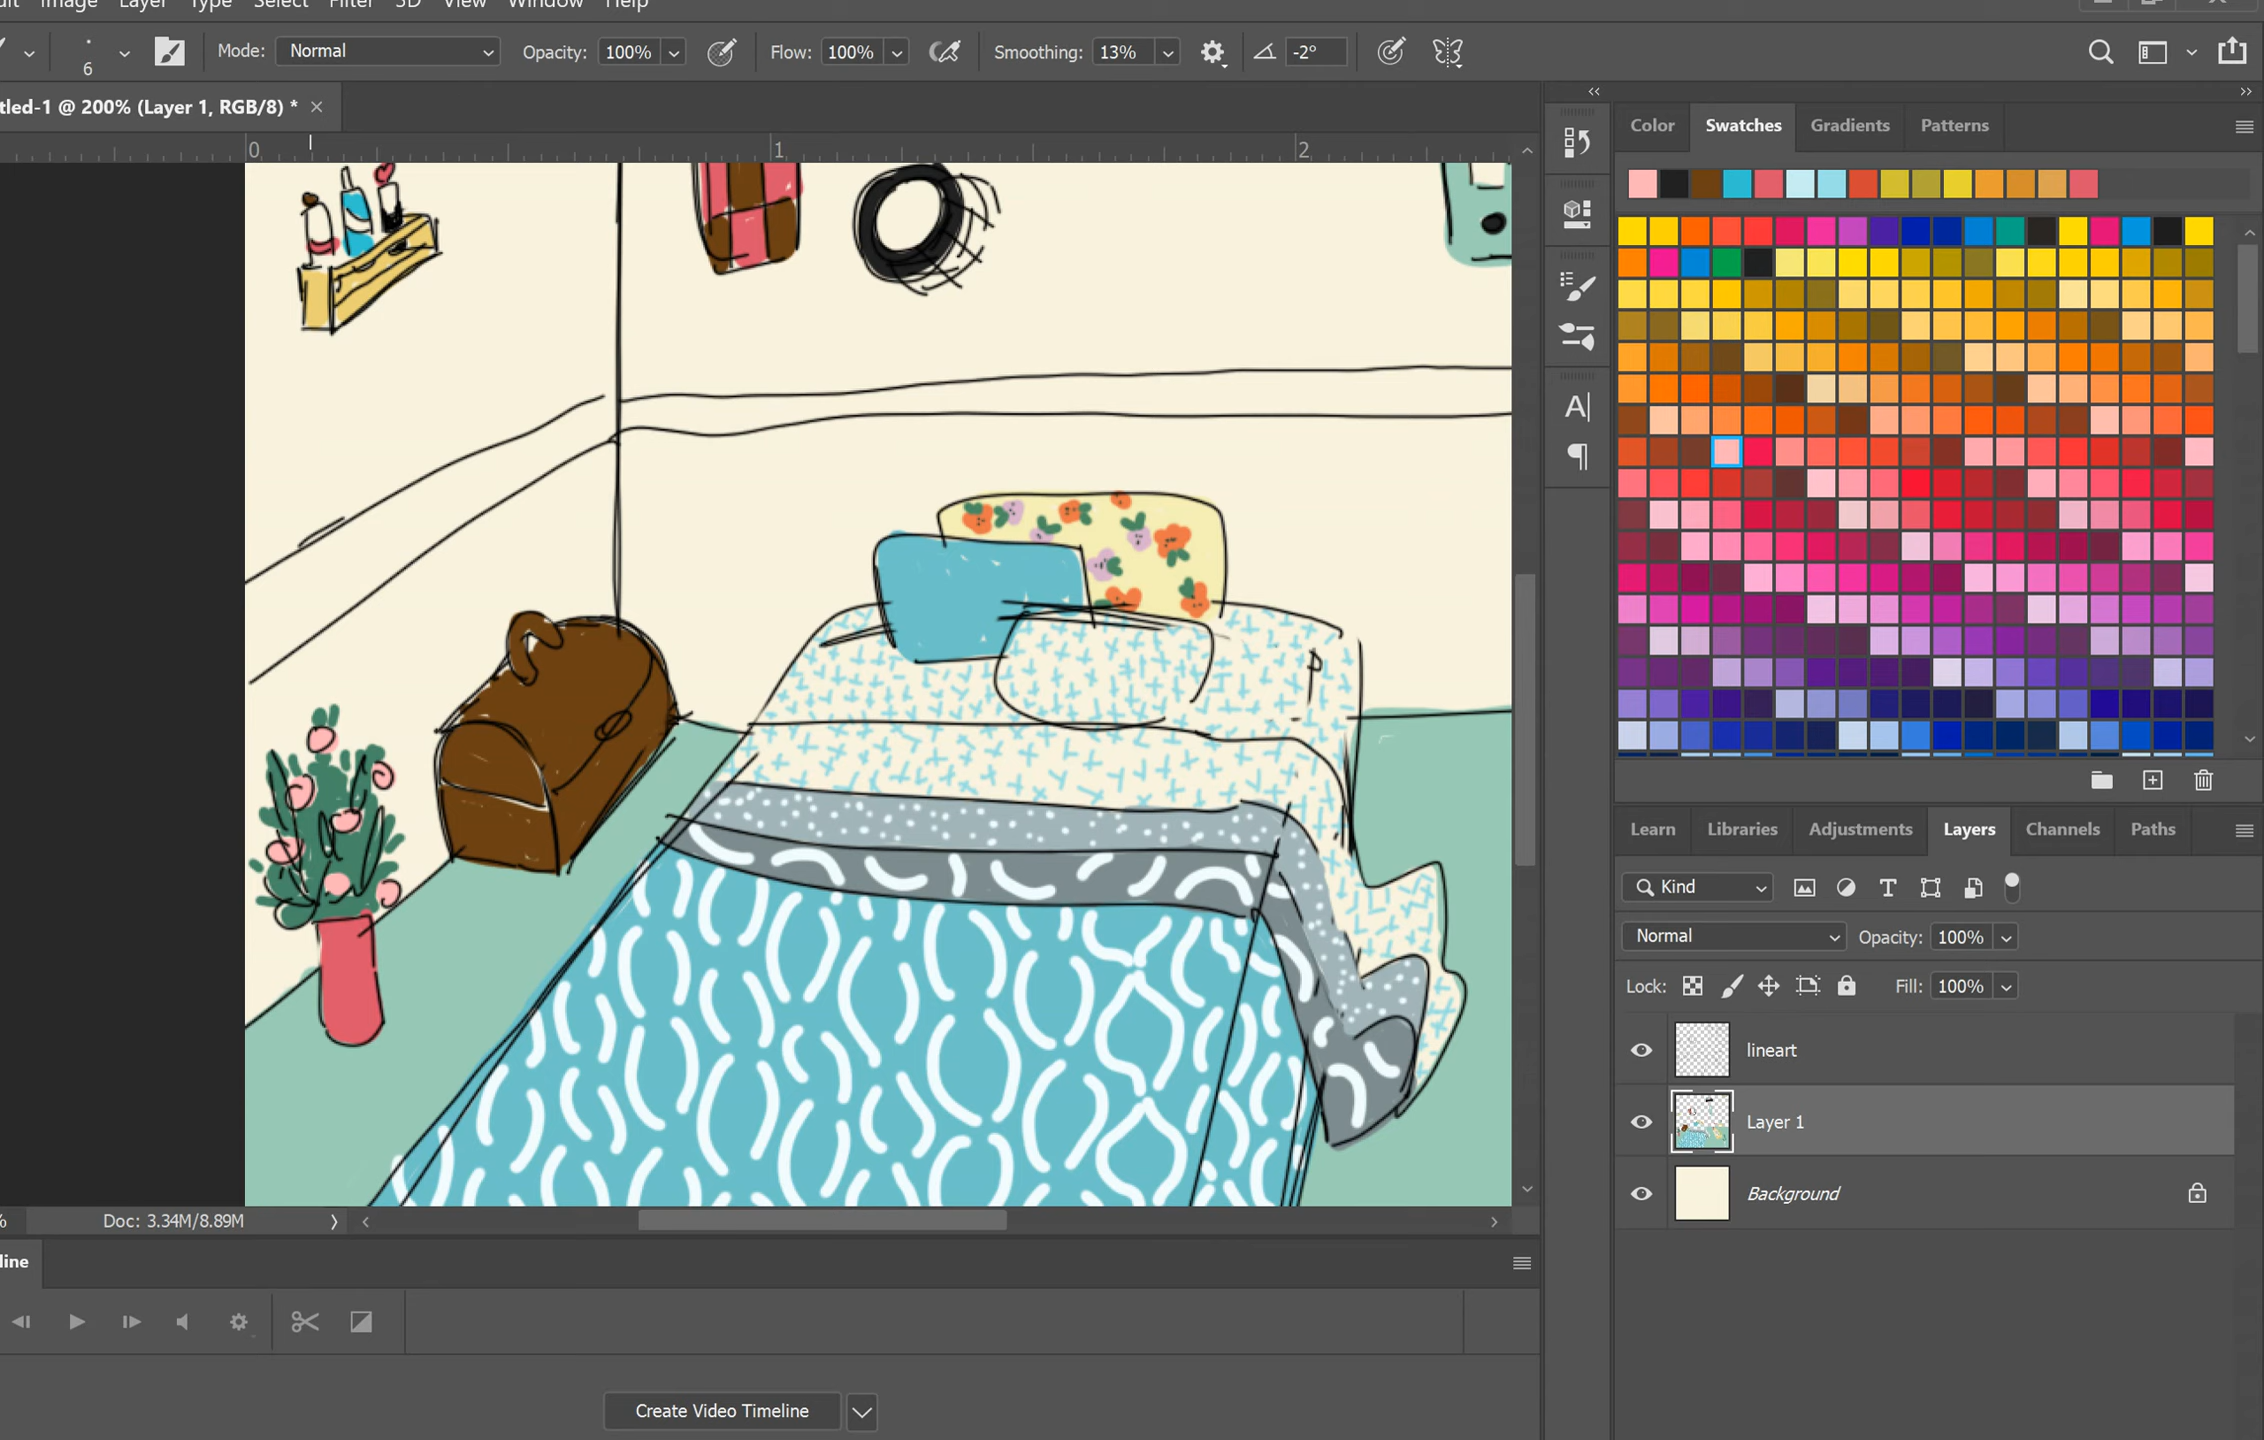 Image Layer Type Select Filter 3D View Window Help
6 Mode: Normal Opacity: 100% Flow: 100% Smoothing: 13% -2°
tled-1 @ 200% (Layer 1, RGB/8) * ×
0 1 2
Color Swatches Gradients Patterns
Learn Libraries Adjustments Layers Channels Paths
Kind
Normal Opacity: 100%
Lock: Fill: 100%
lineart
Layer 1
Background
% Doc: 3.34M/8.89M
line
Create Video Timeline